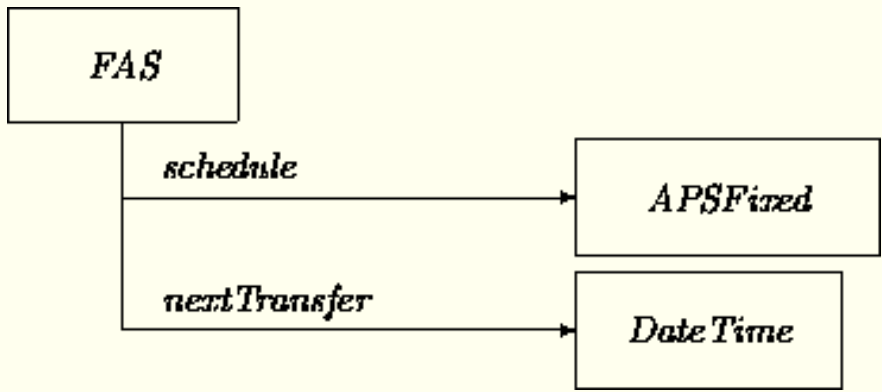 FAS
schedule
APSFixed
nextTransfer
DateTime